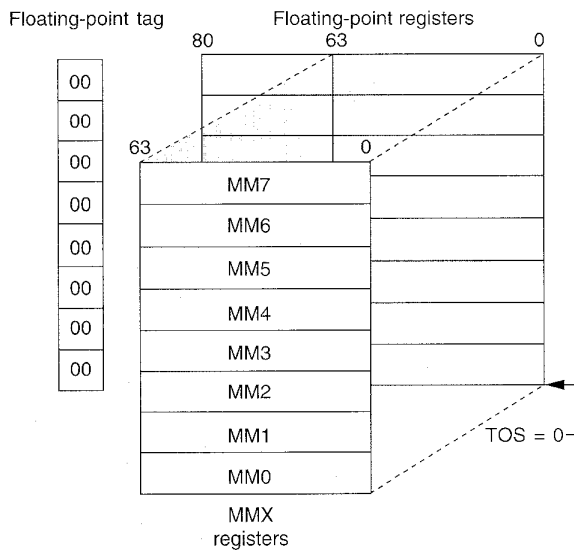 Floating-point tag
Floating-point registers
80 63 0
00
00
00
00
00
00
00
00
63 0
MM7
MM6
MM5
MM4
MM3
MM2
MM1
MM0
TOS = 0
MMX
registers